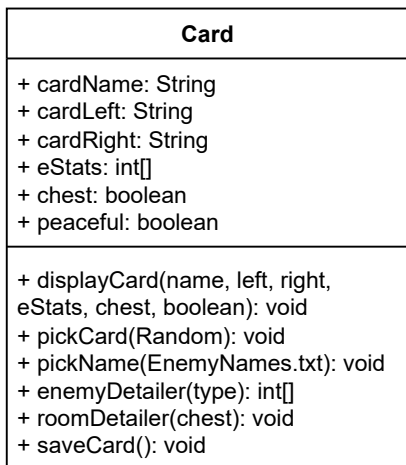 Card
+ cardName: String
+ cardLeft: String
+ cardRight: String
+ eStats: int[]
+ chest: boolean
+ peaceful: boolean
+ displayCard(name, left, right,
eStats, chest, boolean): void
+ pickCard(Random): void
+ pickName(EnemyNames.txt): void
+ enemyDetailer(type): int[]
+ roomDetailer(chest): void
+ saveCard(): void